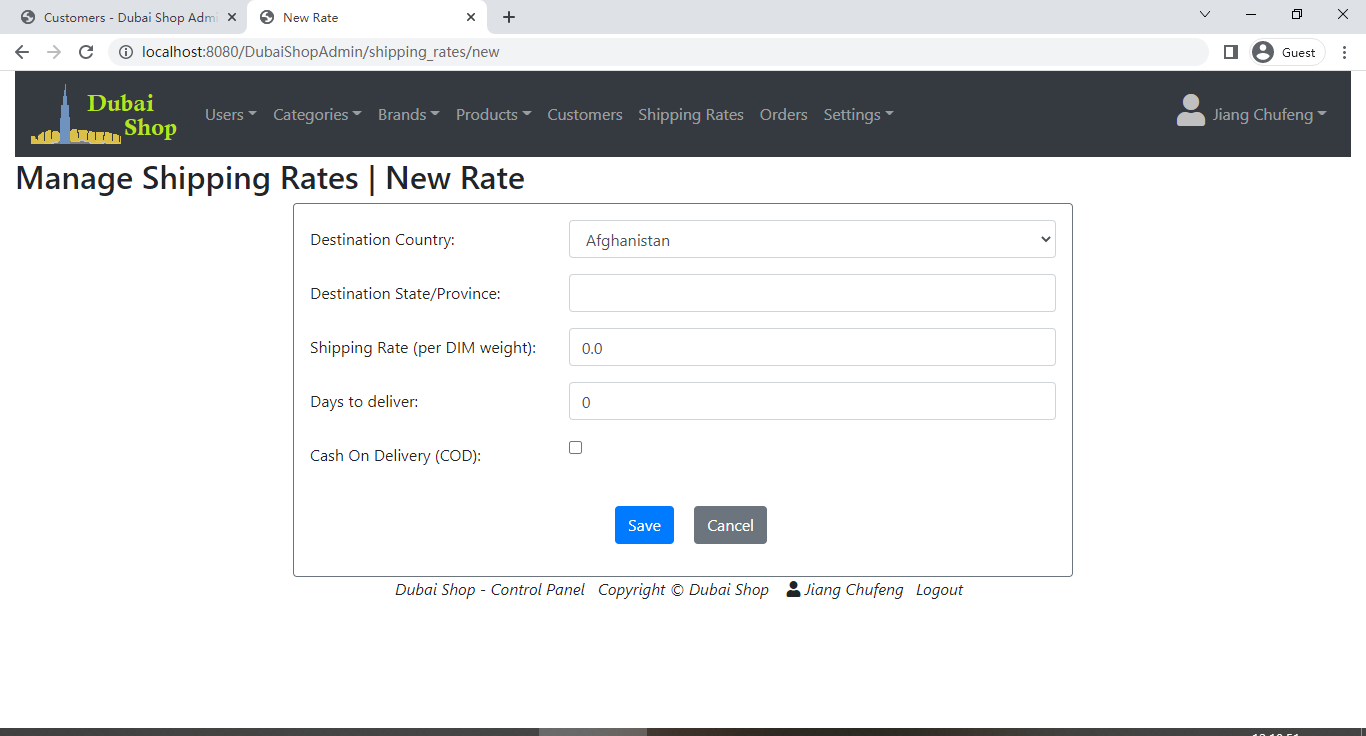 Customers - Dubai Shop Admi
New Rate
localhost:8080/DubaiShopAdmin/shipping_rates/new
Guest
Dubai
Shop
Users Categories Brands Products Customers Shipping Rates Orders Settings Jiang Chufeng
Manage Shipping Rates | New Rate
Destination Country: Afghanistan
Destination State/Province:
Shipping Rate (per DIM weight): 0.0
Days to deliver: 0
Cash On Delivery (COD):
Save Cancel
Dubai Shop - Control Panel Copyright © Dubai Shop Jiang Chufeng Logout